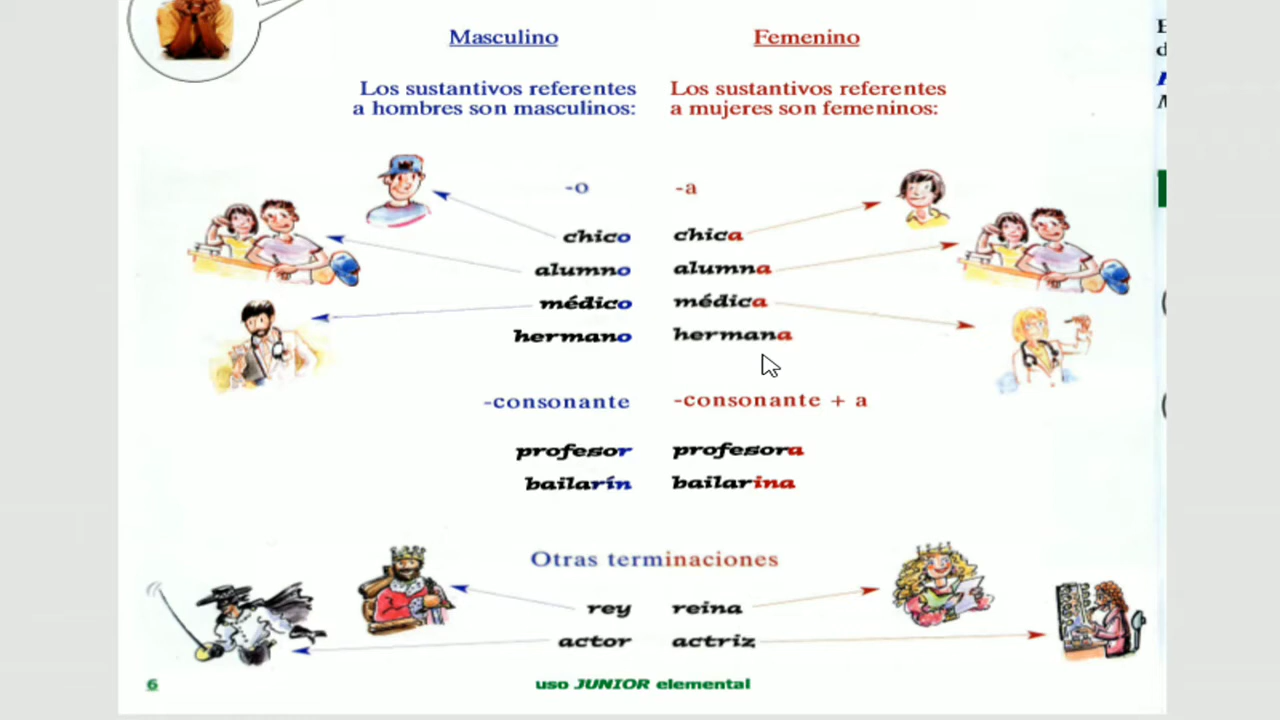 Masculino Femenino
Los sustantivos referentes Los sustantivos referentes
a hombres son masculinos: a mujeres son femeninos:
-o -a
chico chica
alumno alumna
médico médica
hermano hermana
-consonante -consonante + a
profesor profesora
bailarín bailarina
Otras terminaciones
rey reina
actor actriz
6 uso JUNIOR elemental